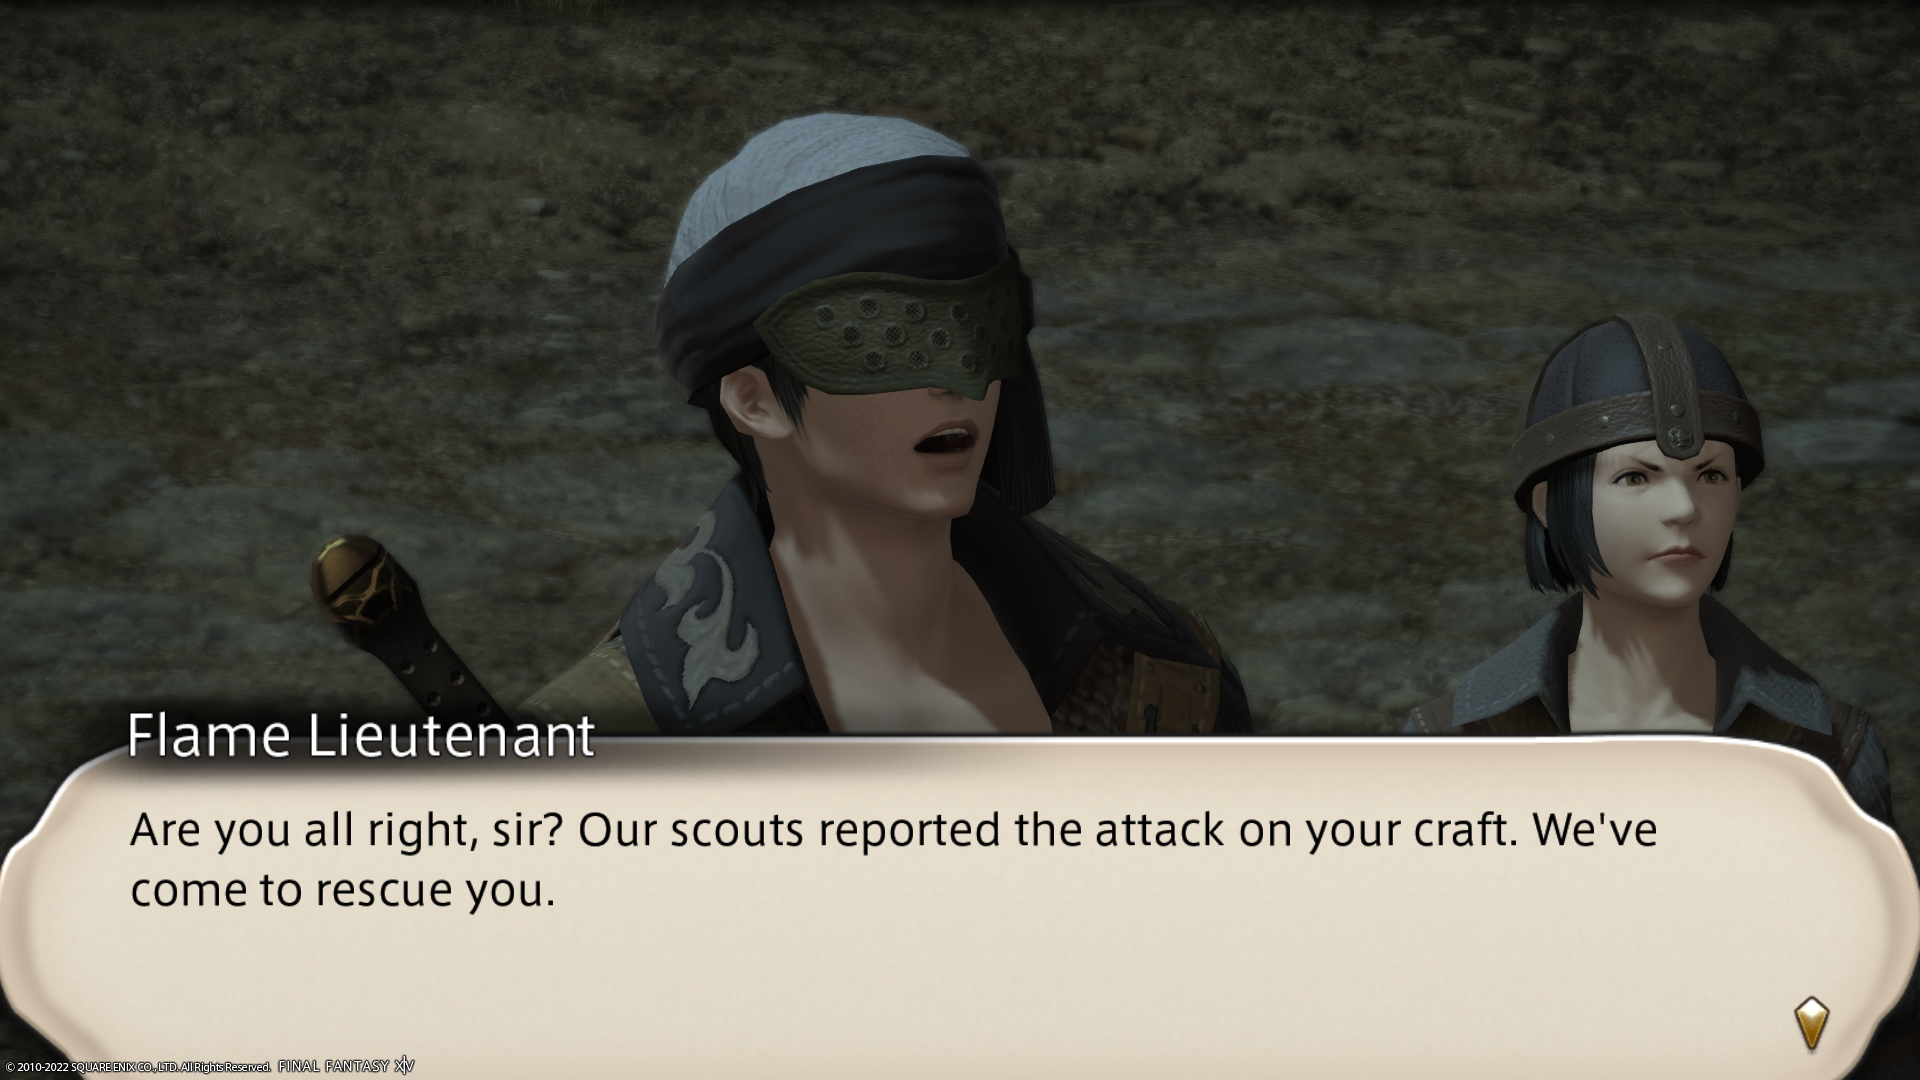 Flame Lieutenant
Are you all right, sir? Our scouts reported the attack on your craft. We've
come to rescue you.
© 2010-2022 SQUARE ENIX CO., LTD. All Rights Reserved. FINAL FANTASY XIV